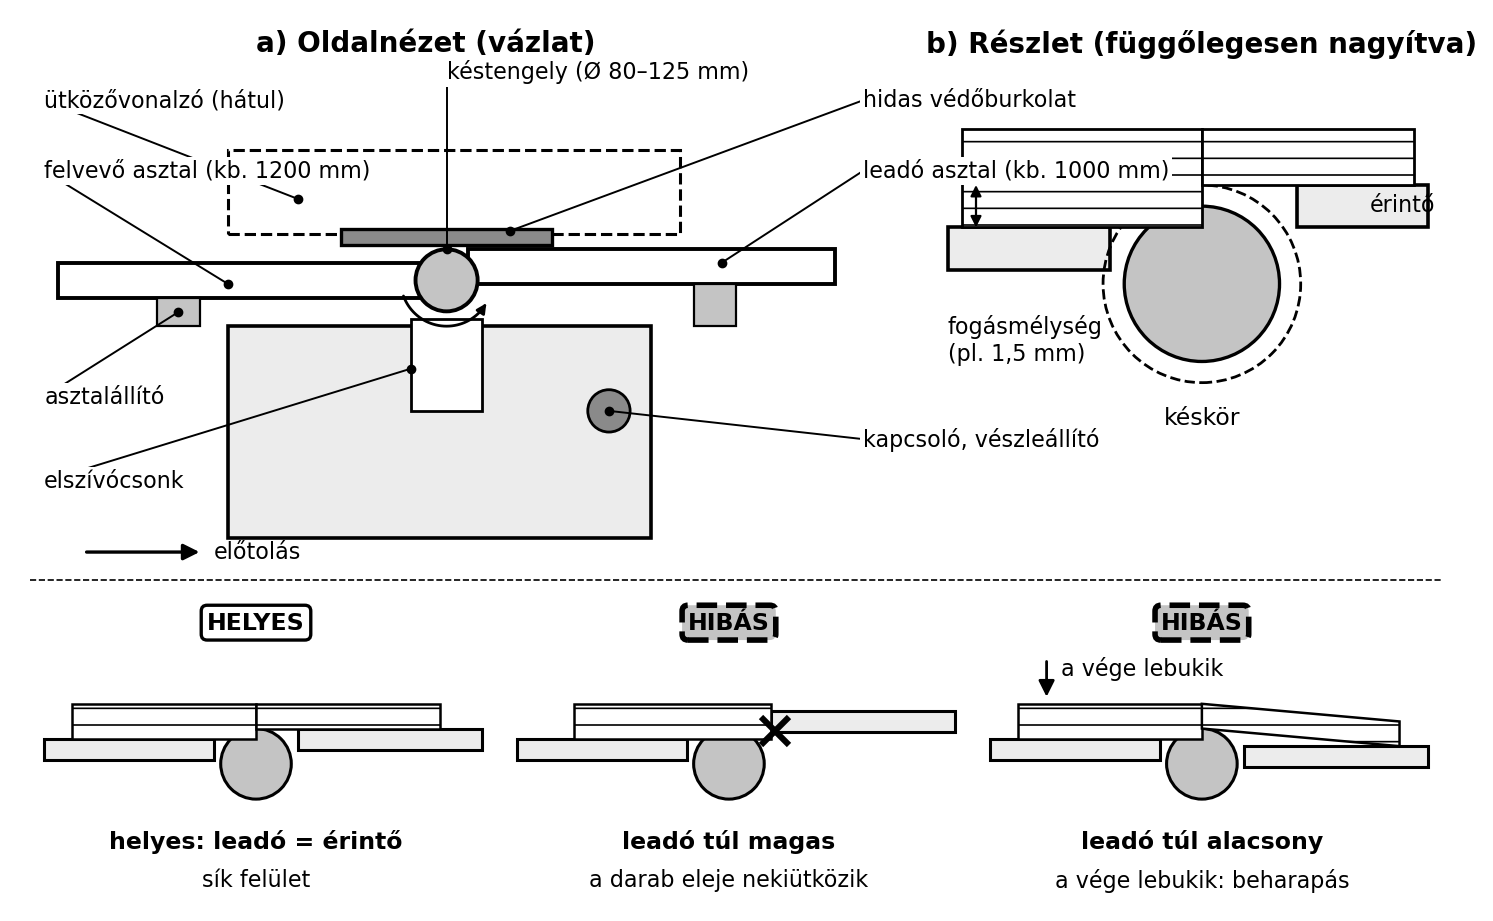 a) Oldalnézet (vázlat)
b) Részlet (függőlegesen nagyítva)
késtengely (Ø 80–125 mm)
ütközővonalzó (hátul)
hidas védőburkolat
felvevő asztal (kb. 1200 mm)
leadó asztal (kb. 1000 mm)
érintő
fogásmélység
(pl. 1,5 mm)
asztalállító
késkör
kapcsoló, vészleállító
elszívócsonk
előtolás
HELYES
HIBÁS
HIBÁS
a vége lebukik
helyes: leadó = érintő
sík felület
leadó túl magas
a darab eleje nekiütközik
leadó túl alacsony
a vége lebukik: beharapás